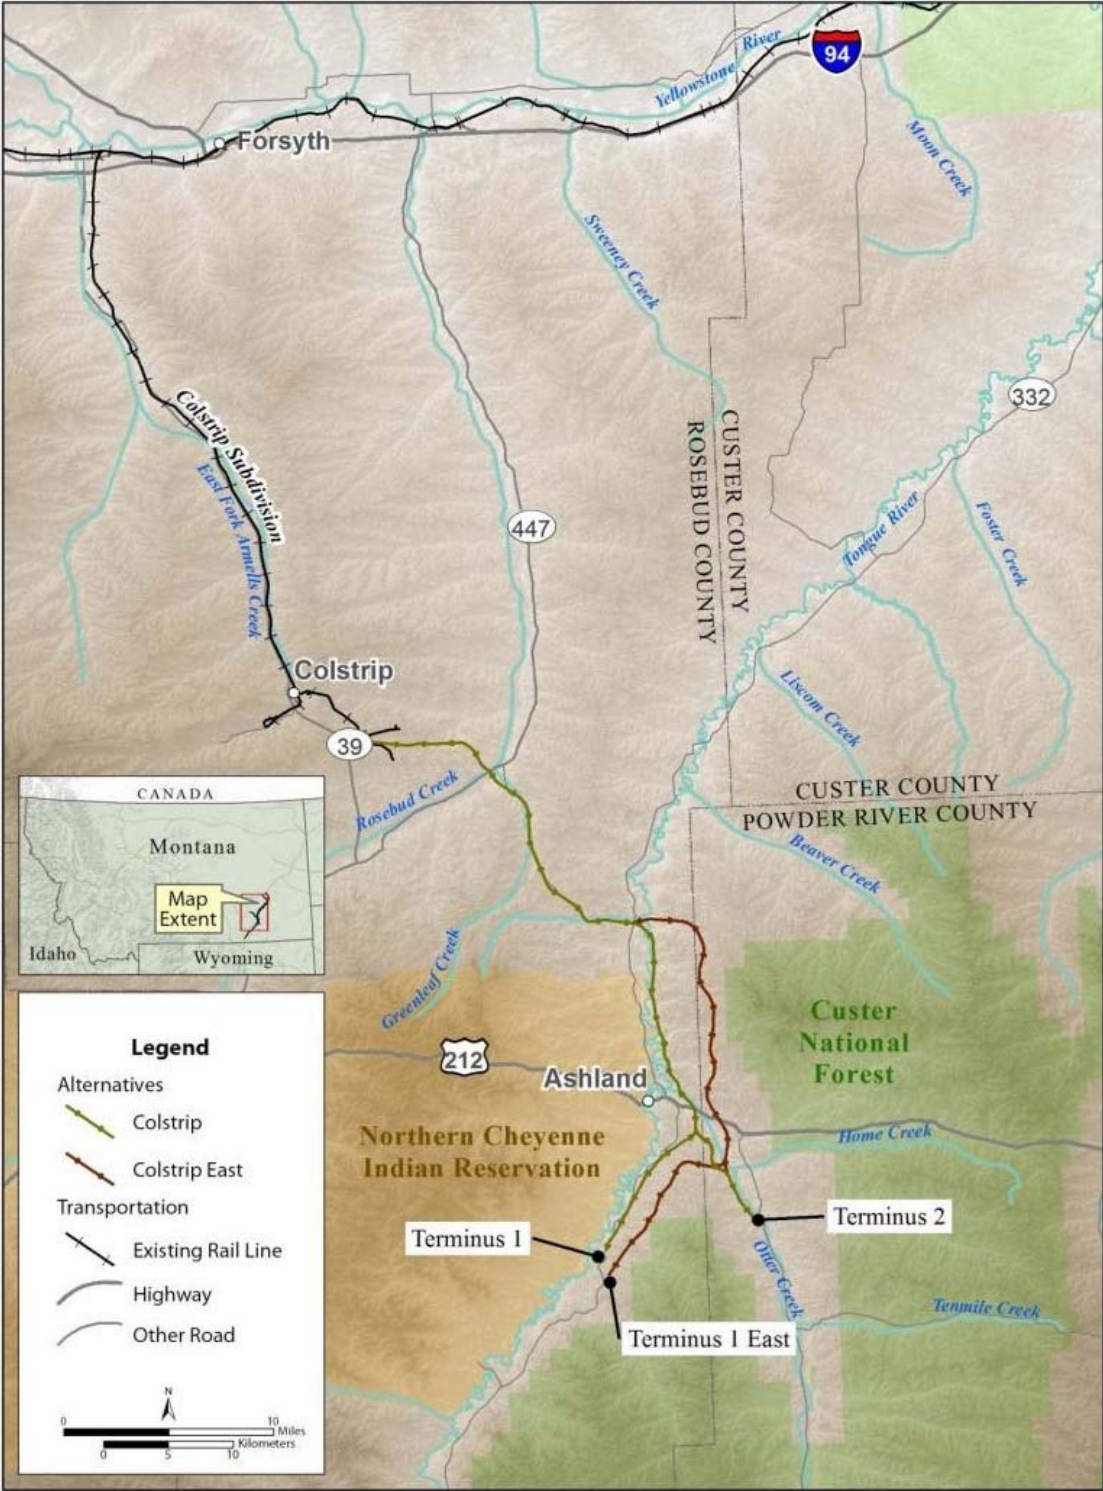 Yellowstone River
94
Forsyth
Moon Creek
Sweeney Creek
332
Colstrip Subdivision
East Fork Armells Creek
CUSTER COUNTY
ROSEBUD COUNTY
447
Tongue River
Foster Creek
Colstrip
Liscom Creek
39
Rosebud Creek
CUSTER COUNTY
POWDER RIVER COUNTY
Beaver Creek
CANADA
Montana
Map
Extent
Idaho
Wyoming
Greenleaf Creek
Custer
National
Forest
212
Ashland
Northern Cheyenne
Indian Reservation
Home Creek
Terminus 1
Terminus 2
Otter Creek
Tenmile Creek
Terminus 1 East
Legend
Alternatives
Colstrip
Colstrip East
Transportation
Existing Rail Line
Highway
Other Road
N
0 10
Miles
Kilometers
0 5 10